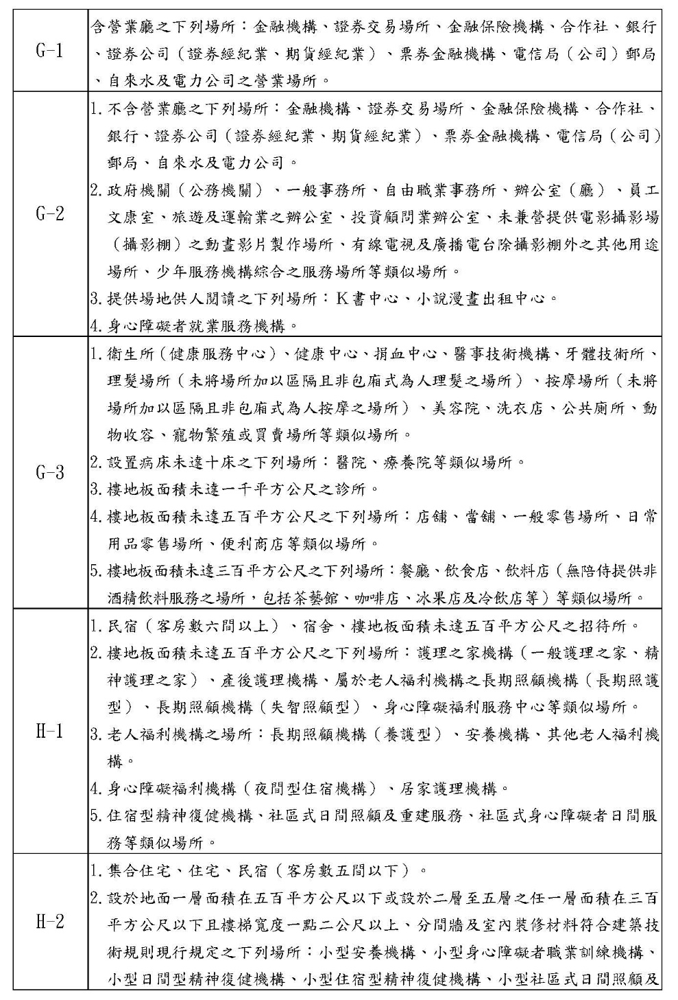 G-1
含營業廳之下列場所：金融機構、證券交易場所、金融保險機構、合作社、銀行
、證券公司（證券經紀業、期貨經紀業）、票券金融機構、電信局（公司）郵局
、自來水及電力公司之營業場所。
G-2
1. 不含營業廳之下列場所：金融機構、證券交易場所、金融保險機構、合作社、
銀行、證券公司（證券經紀業、期貨經紀業）、票券金融機構、電信局（公司）
郵局、自來水及電力公司。
2. 政府機關（公務機關）、一般事務所、自由職業事務所、辦公室（廳）、員工
文康室、旅遊及運輸業之辦公室、投資顧問業辦公室、未兼營提供電影攝影場
（攝影棚）之動畫影片製作場所、有線電視及廣播電台除攝影棚外之其他用途
場所、少年服務機構綜合之服務場所等類似場所。
3. 提供場地供人閱讀之下列場所：Ｋ書中心、小說漫畫出租中心。
4. 身心障礙者就業服務機構。
G-3
1. 衛生所（健康服務中心）、健康中心、捐血中心、醫事技術機構、牙體技術所、
理髮場所（未將場所加以區隔且非包廂式為人理髮之場所）、按摩場所（未將
場所加以區隔且非包廂式為人按摩之場所）、美容院、洗衣店、公共廁所、動
物收容、寵物繁殖或買賣場所等類似場所。
2. 設置病床未達十床之下列場所：醫院、療養院等類似場所。
3. 樓地板面積未達一千平方公尺之診所。
4. 樓地板面積未達五百平方公尺之下列場所：店舖、當舖、一般零售場所、日常
用品零售場所、便利商店等類似場所。
5. 樓地板面積未達三百平方公尺之下列場所：餐廳、飲食店、飲料店（無陪侍提供非
酒精飲料服務之場所，包括茶藝館、咖啡店、冰果店及冷飲店等）等類似場所。
H-1
1. 民宿（客房數六間以上）、宿舍、樓地板面積未達五百平方公尺之招待所。
2. 樓地板面積未達五百平方公尺之下列場所：護理之家機構（一般護理之家、精
神護理之家）、產後護理機構、屬於老人福利機構之長期照顧機構（長期照護
型）、長期照顧機構（失智照顧型）、身心障礙福利服務中心等類似場所。
3. 老人福利機構之場所：長期照顧機構（養護型）、安養機構、其他老人福利機
構。
4. 身心障礙福利機構（夜間型住宿機構）、居家護理機構。
5. 住宿型精神復健機構、社區式日間照顧及重建服務、社區式身心障礙者日間服
務等類似場所。
H-2
1. 集合住宅、住宅、民宿（客房數五間以下）。
2. 設於地面一層面積在五百平方公尺以下或設於二層至五層之任一層面積在三百
平方公尺以下且樓梯寬度一點二公尺以上、分間牆及室內裝修材料符合建築技
術規則現行規定之下列場所：小型安養機構、小型身心障礙者職業訓練機構、
小型日間型精神復健機構、小型住宿型精神復健機構、小型社區式日間照顧及